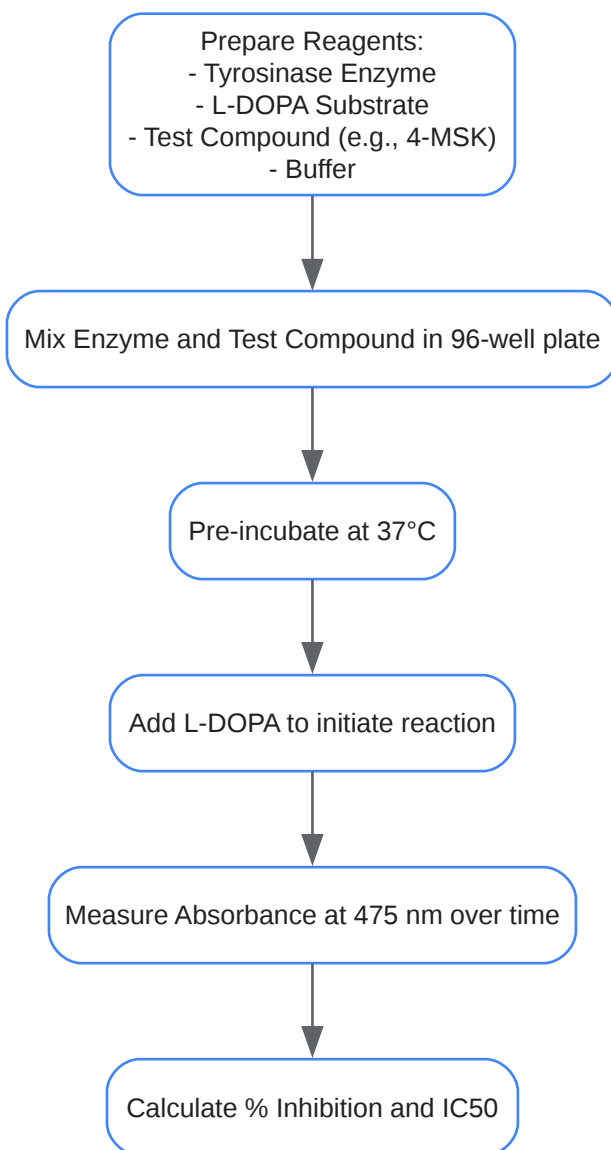 Prepare Reagents:
- Tyrosinase Enzyme
- L-DOPA Substrate
- Test Compound (e.g., 4-MSK)
- Buffer
Mix Enzyme and Test Compound in 96-well plate
Pre-incubate at 37°C
Add L-DOPA to initiate reaction
Measure Absorbance at 475 nm over time
Calculate % Inhibition and IC50